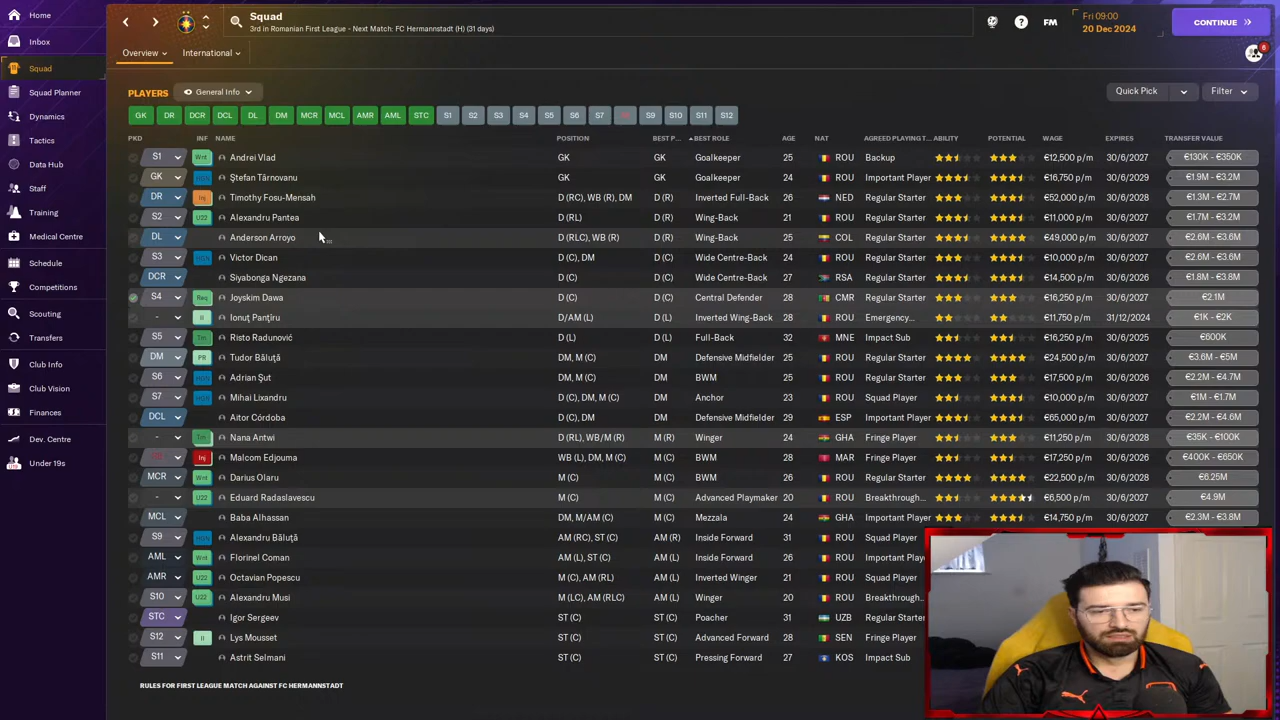 Home
Inbox
Squad
Squad Planner
Dynamics
Tactics
Data Hub
Staff
Training
Medical Centre
Schedule
Competitions
Scouting
Transfers
Club Info
Club Vision
Finances
Dev. Centre
Under 19s
Squad
3rd in Romanian First League - Next Match: FC Hermannstadt (H) (31 days)
FM
Fri 09:00
20 Dec 2024
CONTINUE
6
Overview International
PLAYERS General Info Quick Pick Filter
GK DR DCR DCL DL DM MCR MCL AMR AML STC S1 S2 S3 S4 S5 S6 S7 S8 S9 S10 S11 S12
PKD INF NAME POSITION BEST P... BEST ROLE AGE NAT AGREED PLAYING T... ABILITY POTENTIAL WAGE EXPIRES TRANSFER VALUE
S1 Wnt Andrei Vlad GK GK Goalkeeper 25 ROU Backup €12,500 p/m 30/6/2027 €130K - €350K
GK HGN Ștefan Târnovanu GK GK Goalkeeper 24 ROU Important Player €16,750 p/m 30/6/2029 €1.9M - €3.2M
DR Inj Timothy Fosu-Mensah D (RC), WB (R), DM D (R) Inverted Full-Back 26 NED Regular Starter €52,000 p/m 30/6/2028 €1.3M - €2.7M
S2 U22 Alexandru Pantea D (RL) D (R) Wing-Back 21 ROU Regular Starter €11,000 p/m 30/6/2027 €1.7M - €3.2M
DL Anderson Arroyo D (RLC), WB (R) D (R) Wing-Back 25 COL Regular Starter €49,000 p/m 30/6/2027 €2.6M - €3.6M
S3 HGN Victor Dican D (C), DM D (C) Wide Centre-Back 24 ROU Regular Starter €10,000 p/m 30/6/2027 €2.6M - €3.6M
DCR Siyabonga Ngezana D (C) D (C) Wide Centre-Back 27 RSA Regular Starter €14,500 p/m 30/6/2026 €1.8M - €3.8M
S4 Req Joyskim Dawa D (C) D (C) Central Defender 28 CMR Regular Starter €16,250 p/m 30/6/2027 €2.1M
- II Ionuț Panțîru D/AM (L) D (L) Inverted Wing-Back 28 ROU Emergency... €11,750 p/m 31/12/2024 €1K - €2K
S5 Trn Risto Radunović D (L) D (L) Full-Back 32 MNE Impact Sub €16,250 p/m 30/6/2025 €600K
DM PR Tudor Băluță DM, M (C) DM Defensive Midfielder 25 ROU Regular Starter €24,500 p/m 30/6/2027 €3.6M - €5M
S6 HGN Adrian Șut DM, M (C) DM BWM 25 ROU Regular Starter €17,500 p/m 30/6/2026 €2.2M - €4.7M
S7 HGN Mihai Lixandru D (C), DM, M (C) DM Anchor 23 ROU Squad Player €10,000 p/m 30/6/2026 €1M - €1.7M
DCL Aitor Córdoba D (C), DM DM Defensive Midfielder 29 ESP Important Player €65,000 p/m 30/6/2027 €2.2M - €4.6M
- Trn Nana Antwi D (RL), WB/M (R) M (R) Winger 24 GHA Fringe Player €11,250 p/m 30/6/2028 €35K - €100K
S8 Inj Malcom Edjouma WB (L), DM, M (C) M (C) BWM 28 MAR Fringe Player €17,250 p/m 30/6/2026 €400K - €650K
MCR Wnt Darius Olaru M (C) M (C) BWM 26 ROU Regular Starter €22,500 p/m 30/6/2028 €6.25M
- U22 Eduard Radaslavescu M (C) M (C) Advanced Playmaker 20 ROU Breakthrough... €6,500 p/m 30/6/2027 €4.9M
MCL Baba Alhassan DM, M/AM (C) M (C) Mezzala 24 GHA Important Player €14,750 p/m 30/6/2027 €2.3M - €3.8M
S9 HGN Alexandru Băluță AM (RC), ST (C) AM (R) Inside Forward 31 ROU Squad Player
AML Wnt Florinel Coman AM (L), ST (C) AM (L) Inside Forward 26 ROU Important Play
AMR U22 Octavian Popescu M (C), AM (RL) AM (L) Inverted Winger 21 ROU Squad Player
S10 U22 Alexandru Musi M (LC), AM (RLC) AM (L) Winger 20 ROU Breakthrough..
STC Igor Sergeev ST (C) ST (C) Poacher 31 UZB Regular Starter
S12 II Lys Mousset ST (C) ST (C) Advanced Forward 28 SEN Fringe Player
S11 Astrit Selmani ST (C) ST (C) Pressing Forward 27 KOS Impact Sub
RULES FOR FIRST LEAGUE MATCH AGAINST FC HERMANNSTADT